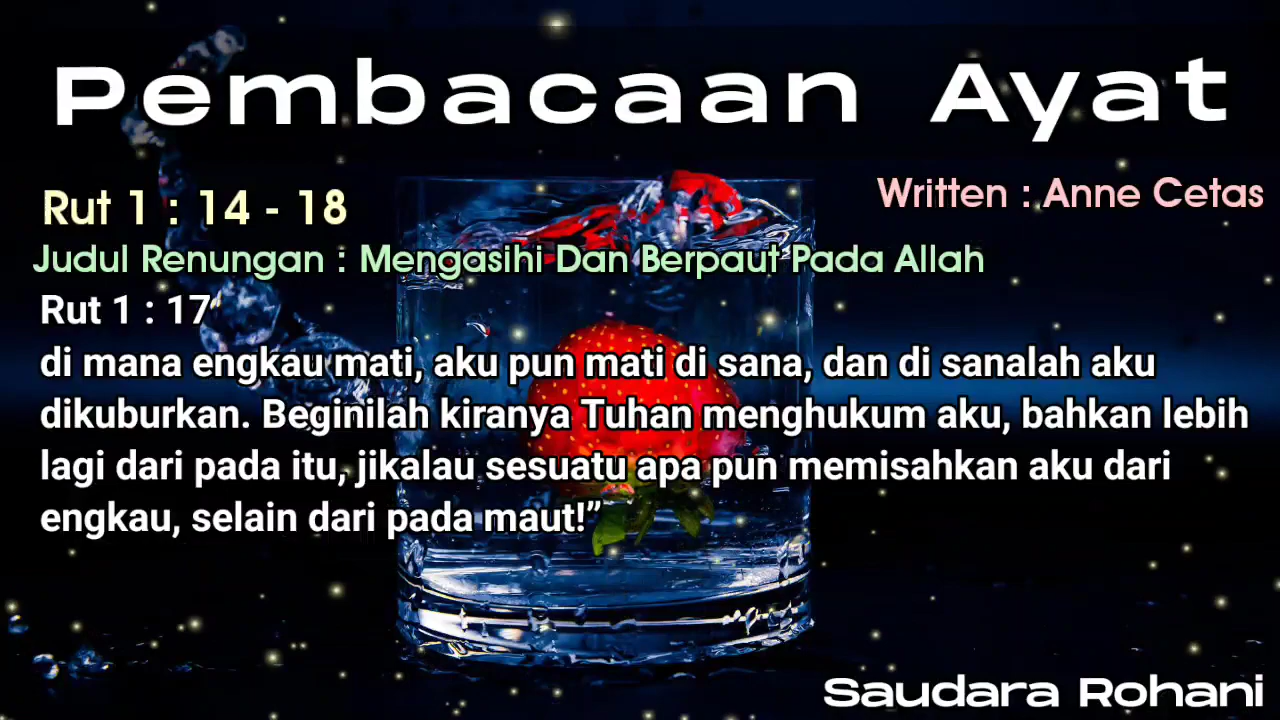 Pembacaan Ayat
Rut 1 : 14 - 18
Written : Anne Cetas
Judul Renungan : Mengasihi Dan Berpaut Pada Allah
Rut 1 : 17
di mana engkau mati, aku pun mati di sana, dan di sanalah aku
dikuburkan. Beginilah kiranya Tuhan menghukum aku, bahkan lebih
lagi dari pada itu, jikalau sesuatu apa pun memisahkan aku dari
engkau, selain dari pada maut!”
Saudara Rohani